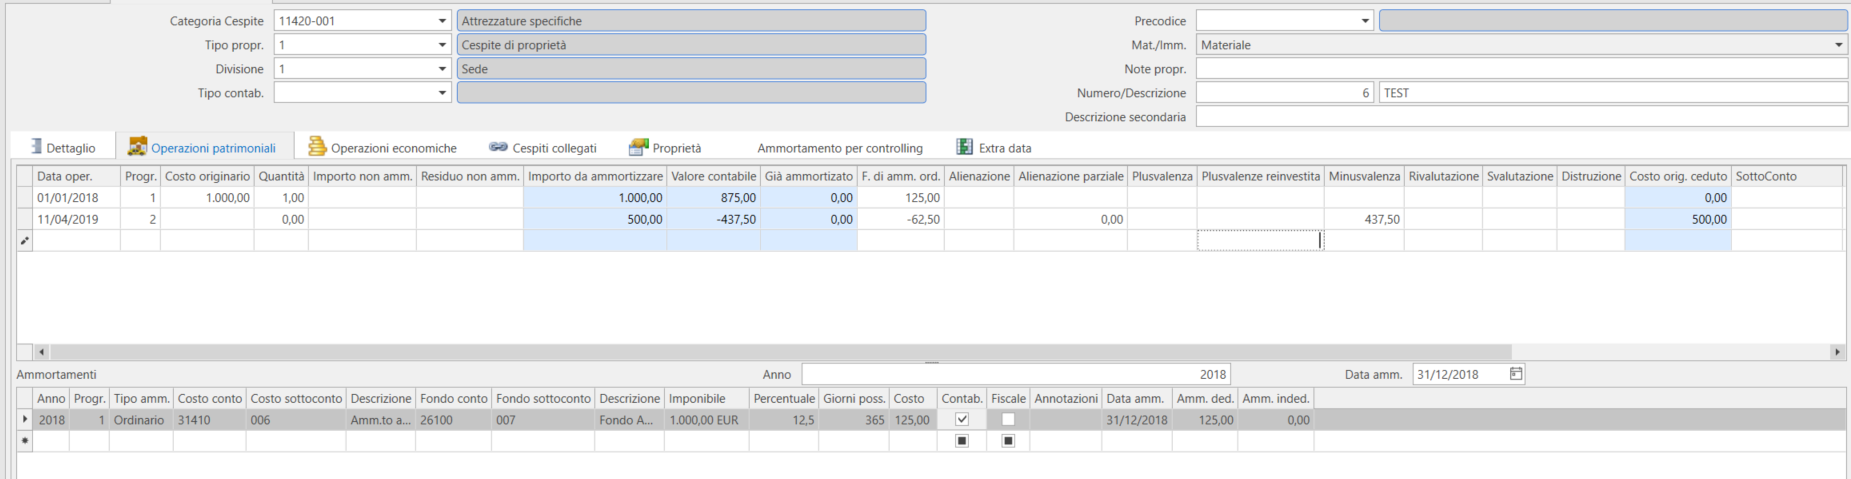 Categoria Cespite 11420-001 Attrezzature specifiche Precodice
Tipo propr. 1 Cespite di proprietà Mat./Imm. Materiale
Divisione 1 Sede Note propr.
Tipo contab. Numero/Descrizione 6 TEST
Descrizione secondaria
Dettaglio Operazioni patrimoniali Operazioni economiche Cespiti collegati Proprietà Ammortamento per controlling Extra data
Data oper. Progr. Costo originario Quantità Importo non amm. Residuo non amm. Importo da ammortizzare Valore contabile Già ammortizato F. di amm. ord. Alienazione Alienazione parziale Plusvalenza Plusvalenze reinvestita Minusvalenza Rivalutazione Svalutazione Distruzione Costo orig. ceduto SottoConto
01/01/2018 1 1.000,00 1,00 1.000,00 875,00 0,00 125,00 0,00
11/04/2019 2 0,00 500,00 -437,50 0,00 -62,50 0,00 437,50 500,00
Ammortamenti Anno 2018 Data amm. 31/12/2018
Anno Progr. Tipo amm. Costo conto Costo sottoconto Descrizione Fondo conto Fondo sottoconto Descrizione Imponibile Percentuale Giorni poss. Costo Contab. Fiscale Annotazioni Data amm. Amm. ded. Amm. inded.
2018 1 Ordinario 31410 006 Amm.to a... 26100 007 Fondo A... 1.000,00 EUR 12,5 365 125,00 31/12/2018 125,00 0,00